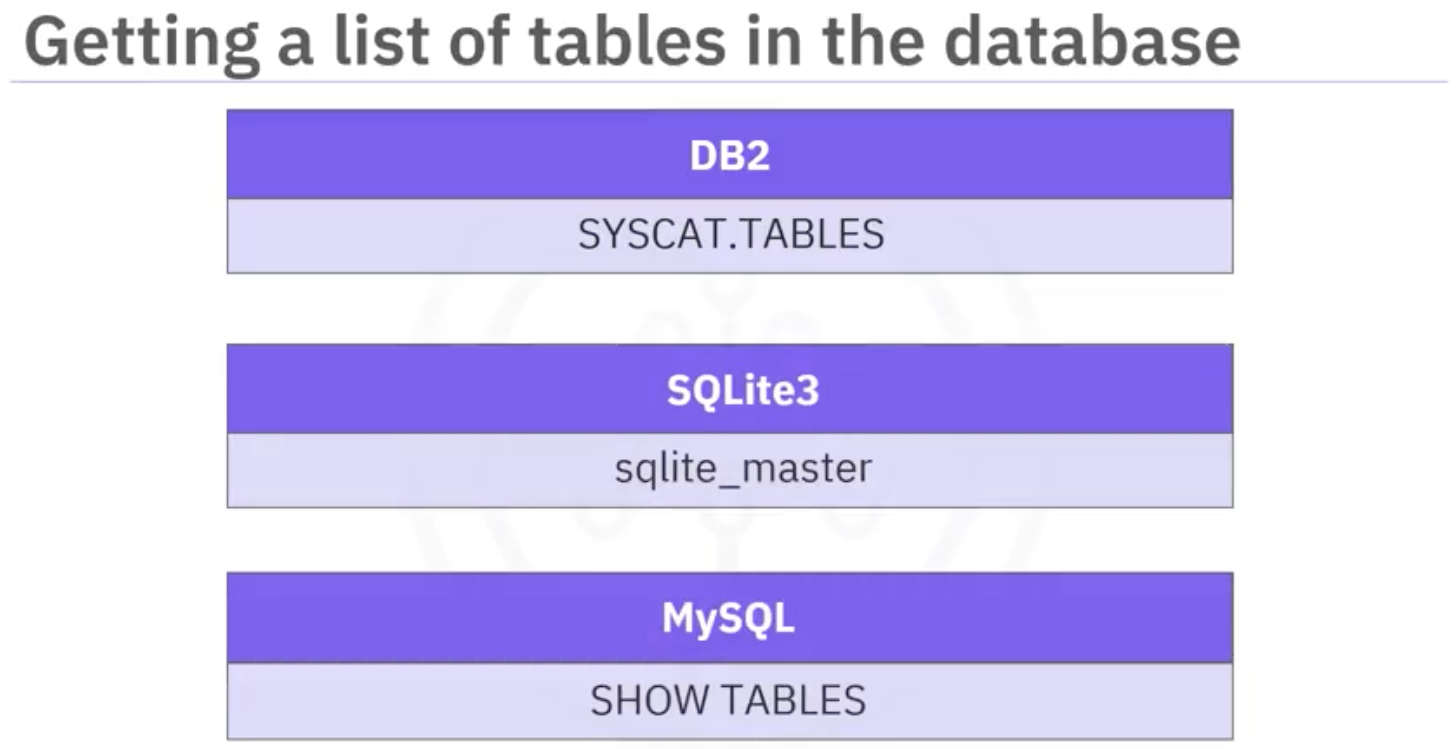 Getting a list of tables in the database
DB2
SYSCAT.TABLES
SQLite3
sqlite_master
MySQL
SHOW TABLES